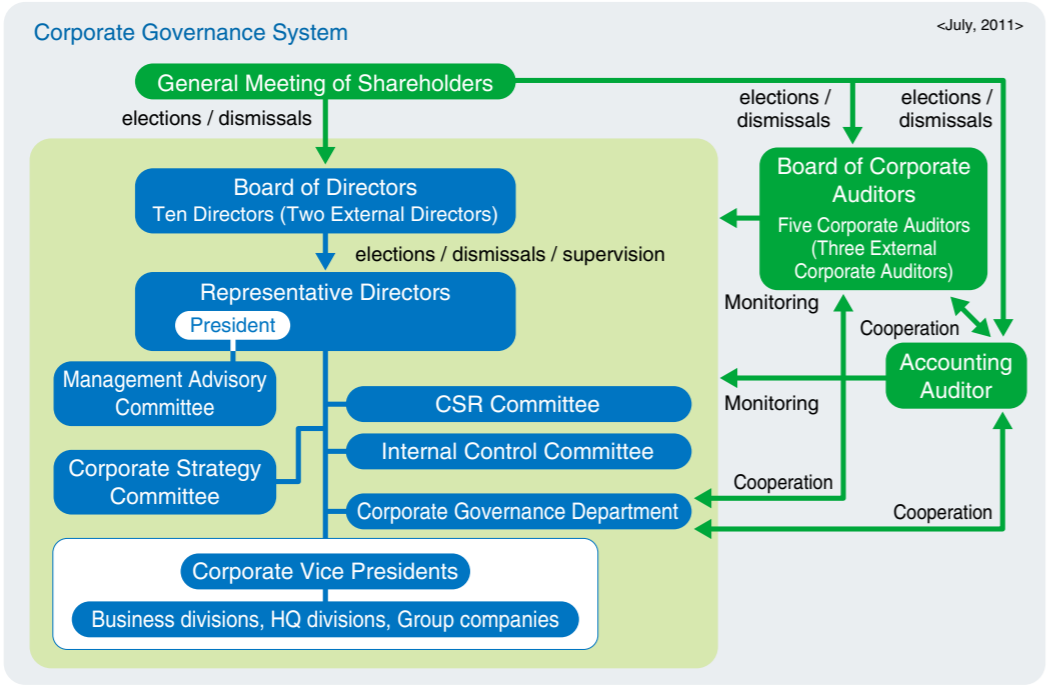 Corporate Governance System
<July, 2011>
General Meeting of Shareholders
elections / dismissals
elections /
dismissals
elections /
dismissals
Board of Directors
Ten Directors (Two External Directors)
Board of Corporate
Auditors
Five Corporate Auditors
(Three External
Corporate Auditors)
elections / dismissals / supervision
Representative Directors
President
Monitoring
Cooperation
Management Advisory
Committee
Accounting
Auditor
CSR Committee
Monitoring
Internal Control Committee
Corporate Strategy
Committee
Cooperation
Corporate Governance Department
Cooperation
Corporate Vice Presidents
Business divisions, HQ divisions, Group companies